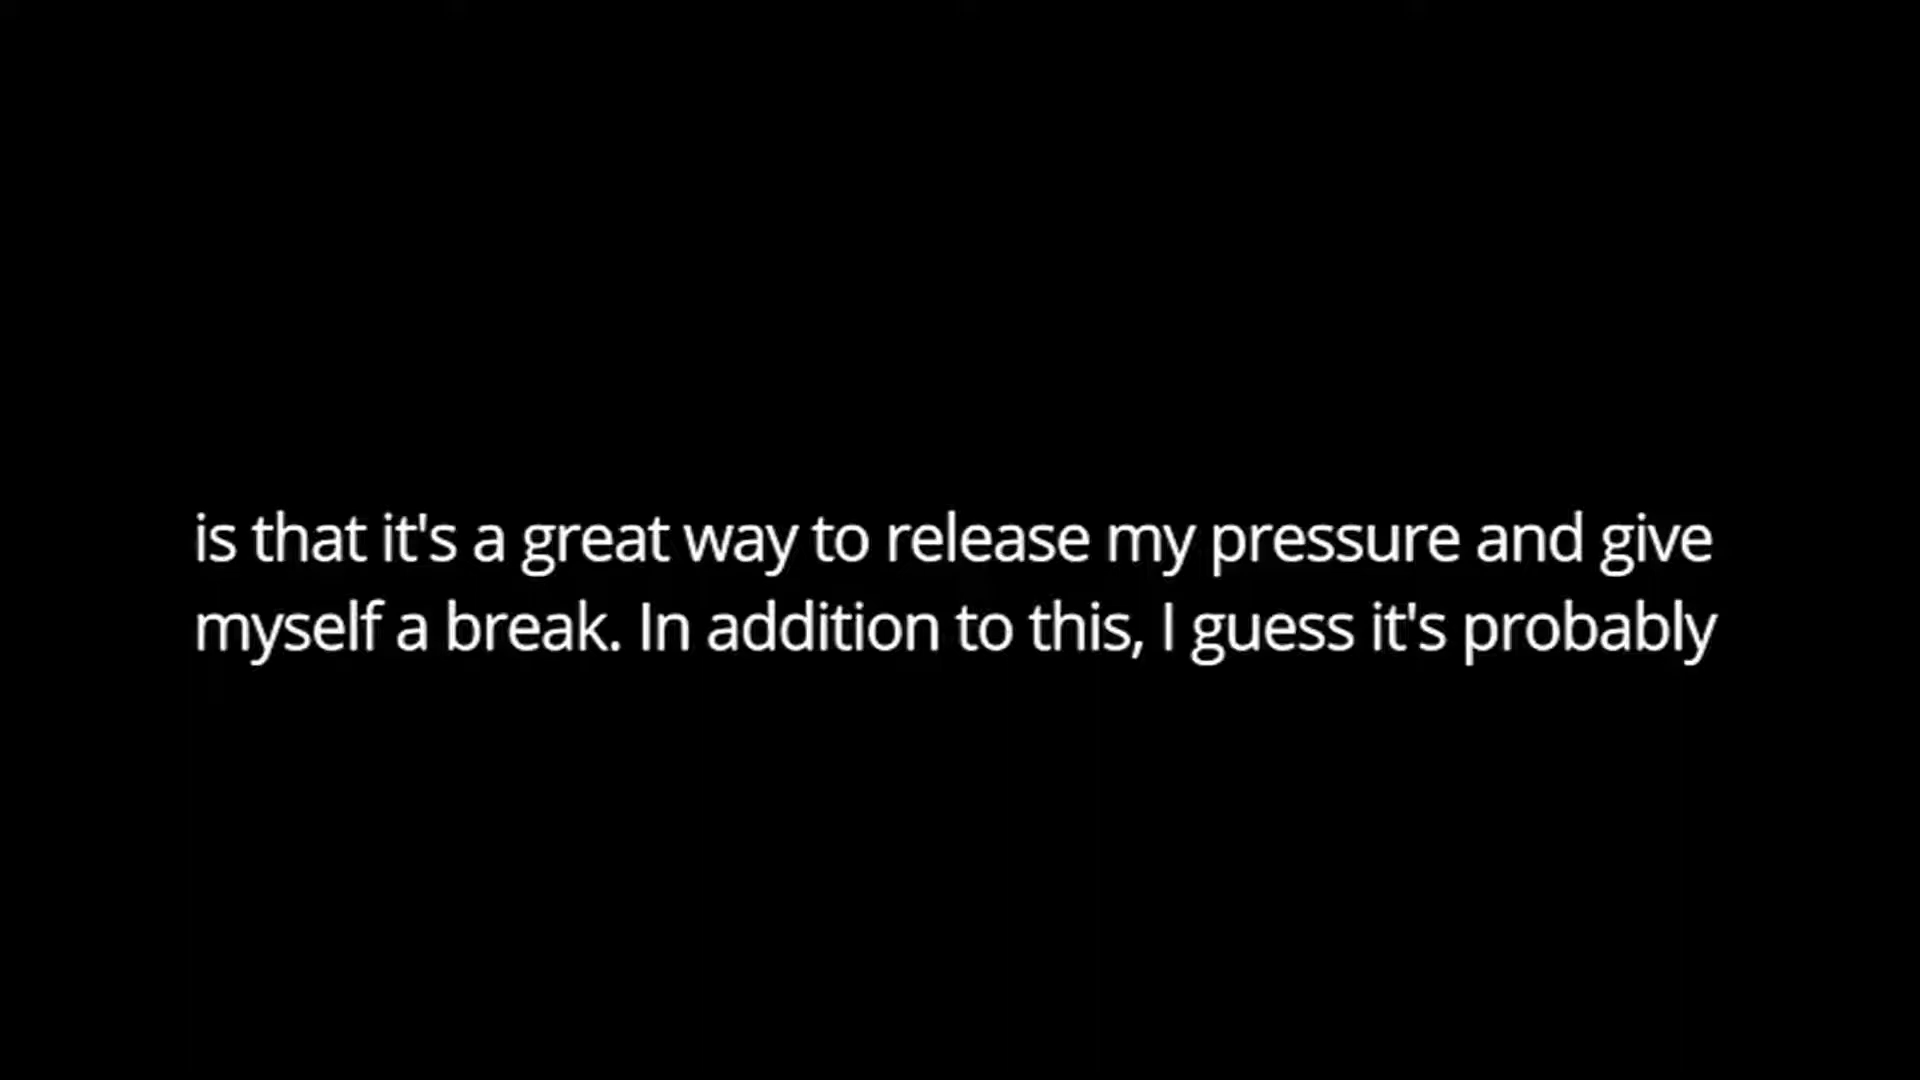 is that it's a great way to release my pressure and give
myself a break. In addition to this, I guess it's probably